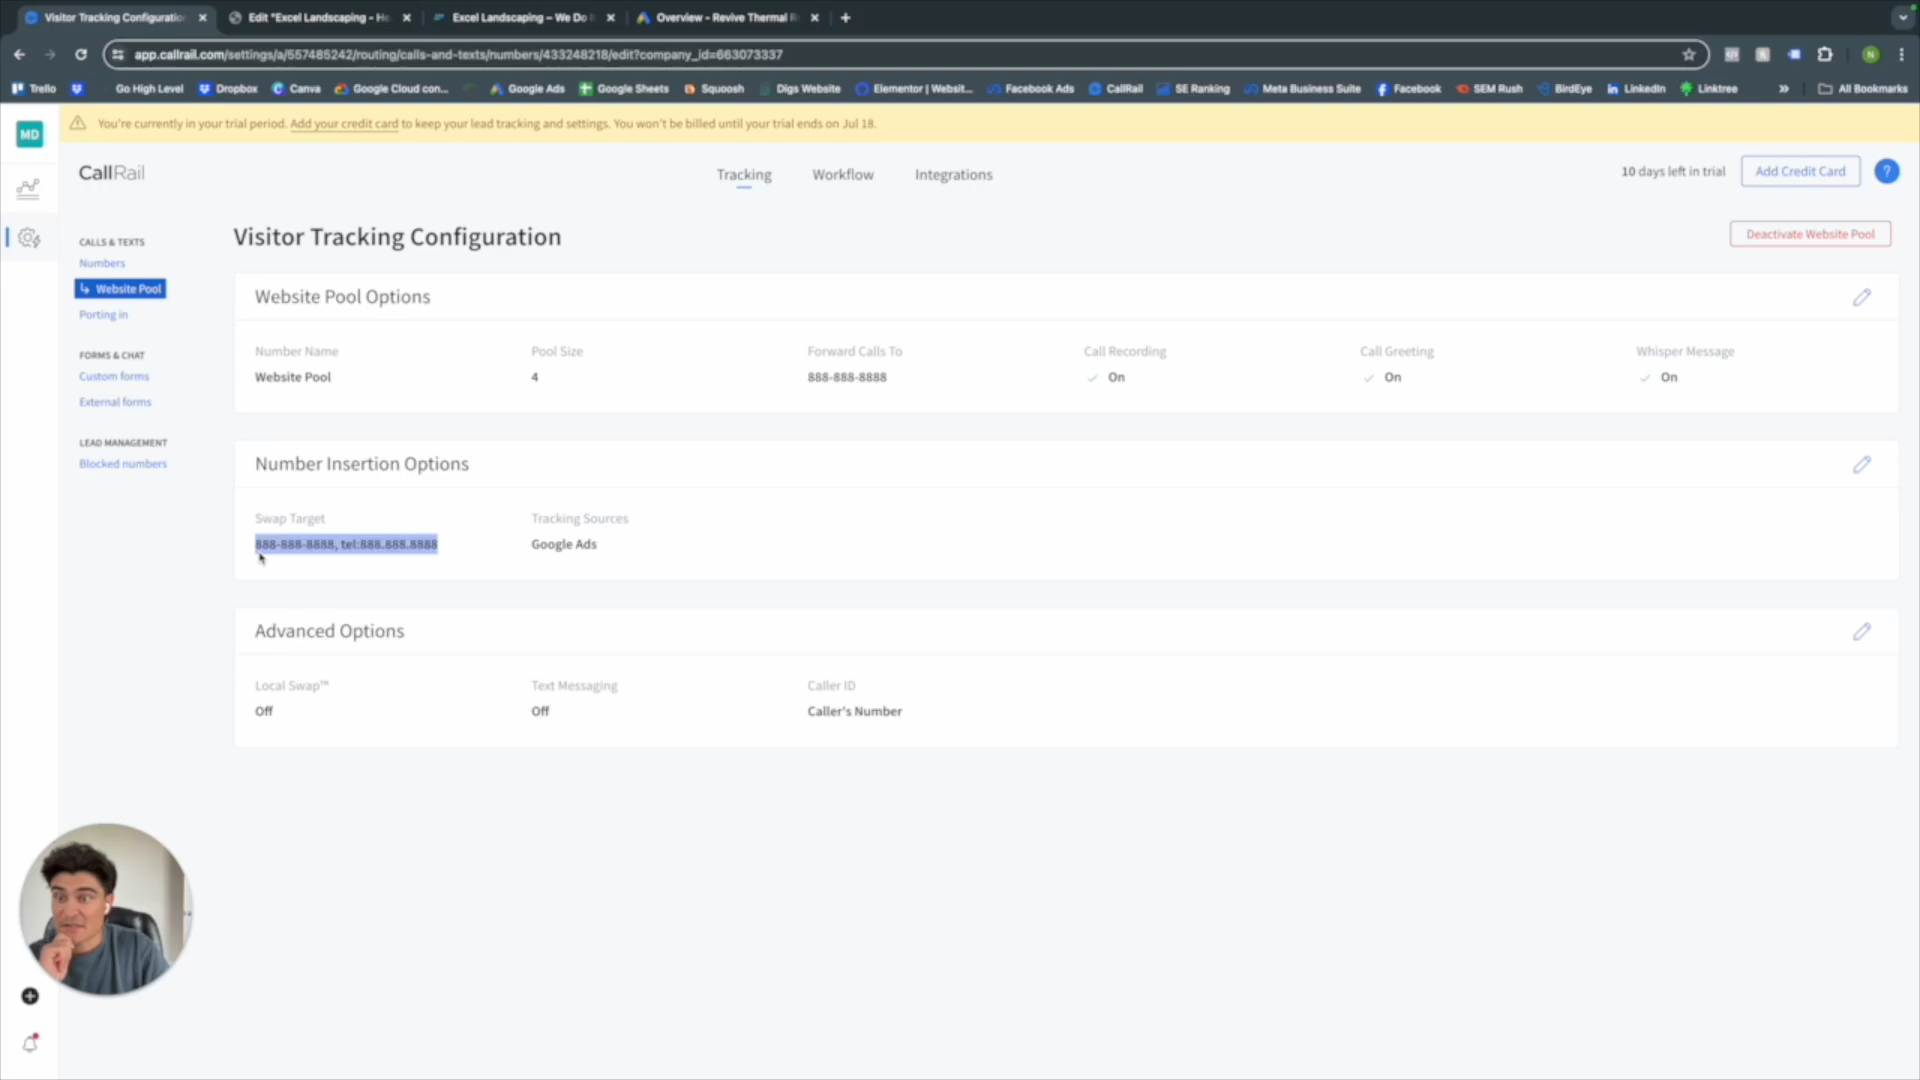 Visitor Tracking Configuratio
Edit "Excel Landscaping - H
Excel Landscaping – We Do
Overview - Revive Thermal R
app.callrail.com/settings/a/557485242/routing/calls-and-texts/numbers/433248218/edit?company_id=663073337
N
Trello
Go High Level
Dropbox
Canva
Google Cloud con...
Google Ads
Google Sheets
Squoosh
Digs Website
Elementor | Websit...
Facebook Ads
CallRail
SE Ranking
Meta Business Suite
Facebook
SEM Rush
BirdEye
LinkedIn
Linktree
»
All Bookmarks
MD
You're currently in your trial period. Add your credit card to keep your lead tracking and settings. You won't be billed until your trial ends on Jul 18.
CallRail
Tracking
Workflow
Integrations
10 days left in trial
Add Credit Card
?
CALLS & TEXTS
Numbers
Website Pool
Porting in
FORMS & CHAT
Custom forms
External forms
LEAD MANAGEMENT
Blocked numbers
Visitor Tracking Configuration
Deactivate Website Pool
Website Pool Options
Number Name
Pool Size
Forward Calls To
Call Recording
Call Greeting
Whisper Message
Website Pool
4
888-888-8888
On
On
On
Number Insertion Options
Swap Target
Tracking Sources
888-888-8888, tel:888.888.8888
Google Ads
Advanced Options
Local Swap™
Text Messaging
Caller ID
Off
Off
Caller's Number